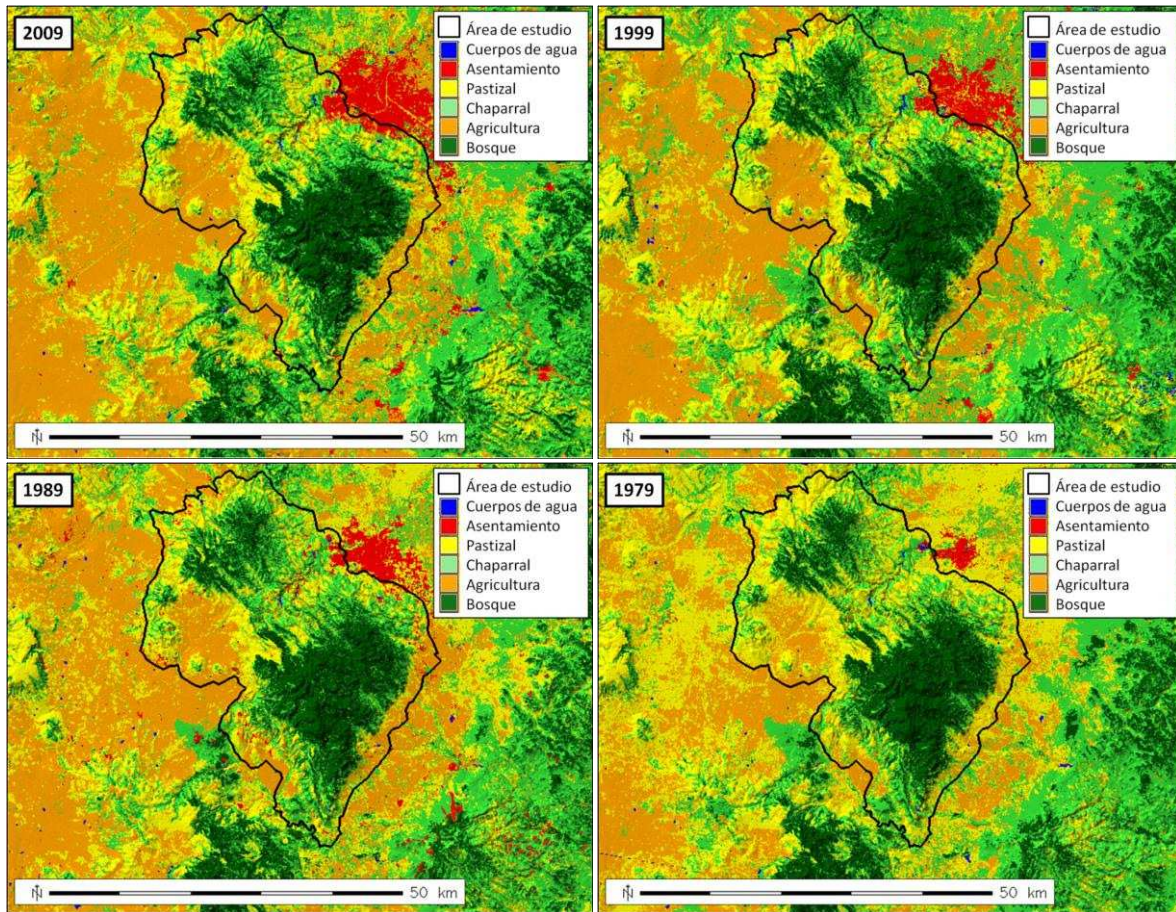 2009
Área de estudio
Cuerpos de agua
Asentamiento
Pastizal
Chaparral
Agricultura
Bosque
N
50 km
1999
Área de estudio
Cuerpos de agua
Asentamiento
Pastizal
Chaparral
Agricultura
Bosque
N
50 km
1989
Área de estudio
Cuerpos de agua
Asentamiento
Pastizal
Chaparral
Agricultura
Bosque
N
50 km
1979
Área de estudio
Cuerpos de agua
Asentamiento
Pastizal
Chaparral
Agricultura
Bosque
N
50 km